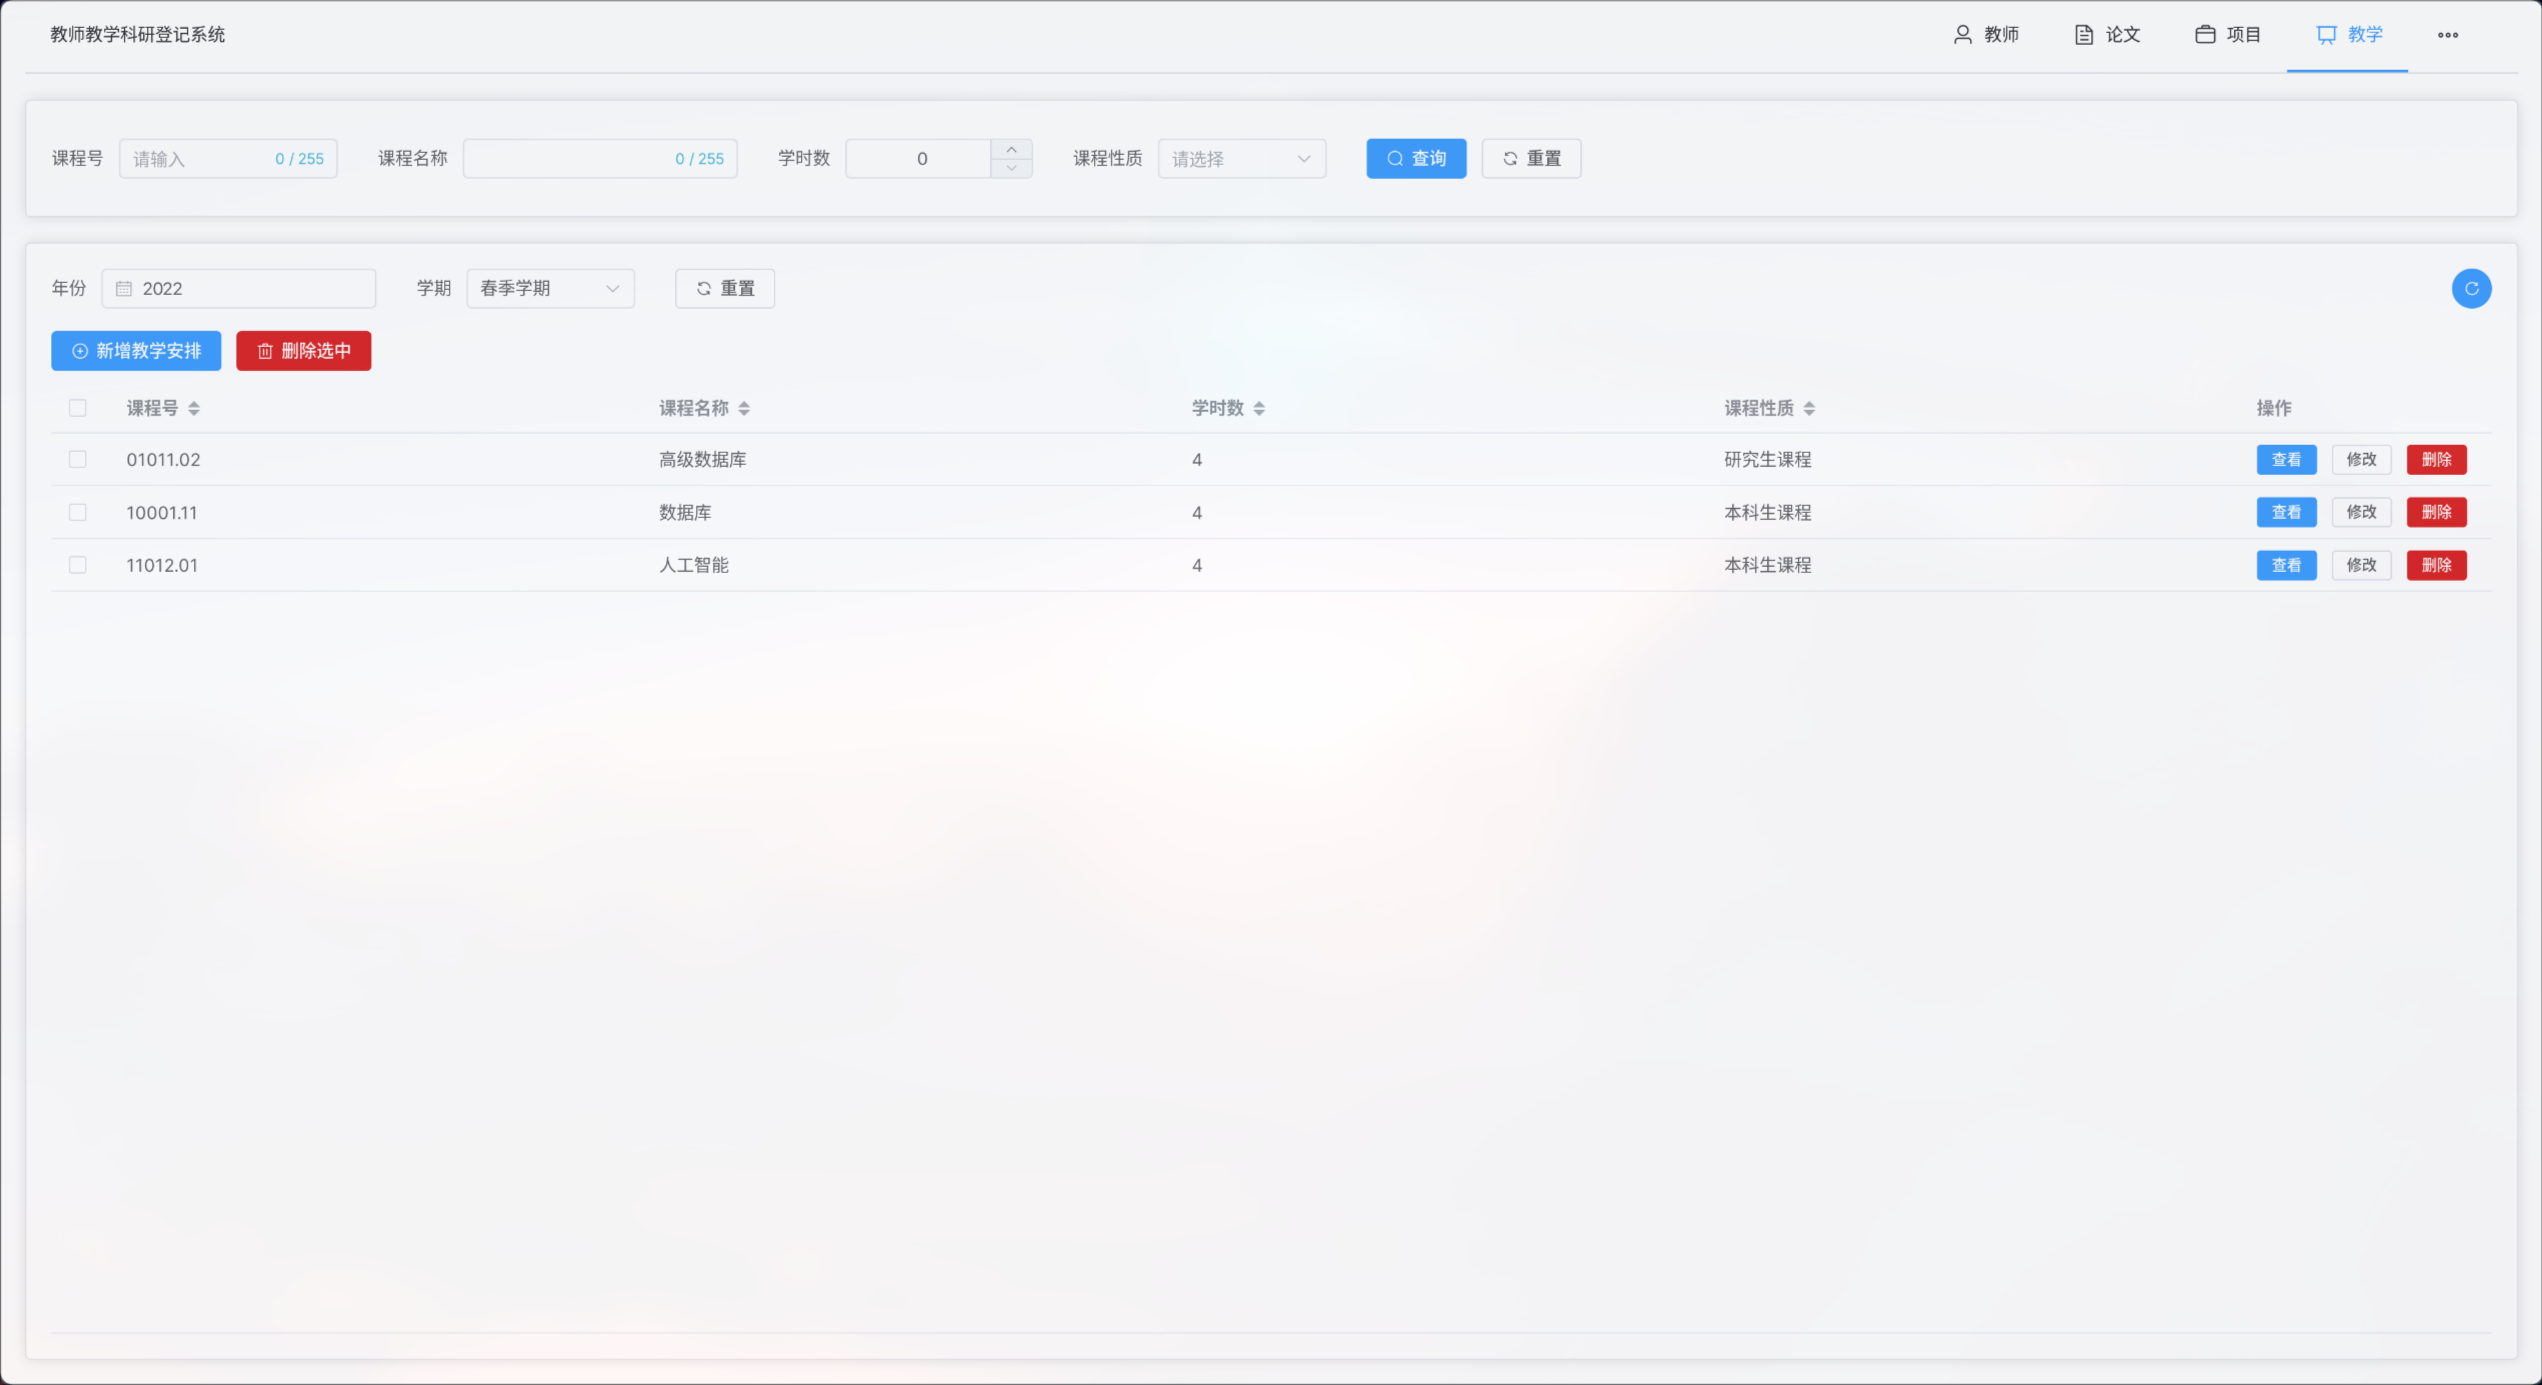 教师教学科研登记系统 教师 论文 项目 教学
课程号 请输入 0 / 255 课程名称 0 / 255 学时数 0 课程性质 请选择 查询 重置
年份 2022 学期 春季学期 重置
新增教学安排 删除选中
课程号 课程名称 学时数 课程性质 操作
01011.02 高级数据库 4 研究生课程 查看 修改 删除
10001.11 数据库 4 本科生课程 查看 修改 删除
11012.01 人工智能 4 本科生课程 查看 修改 删除